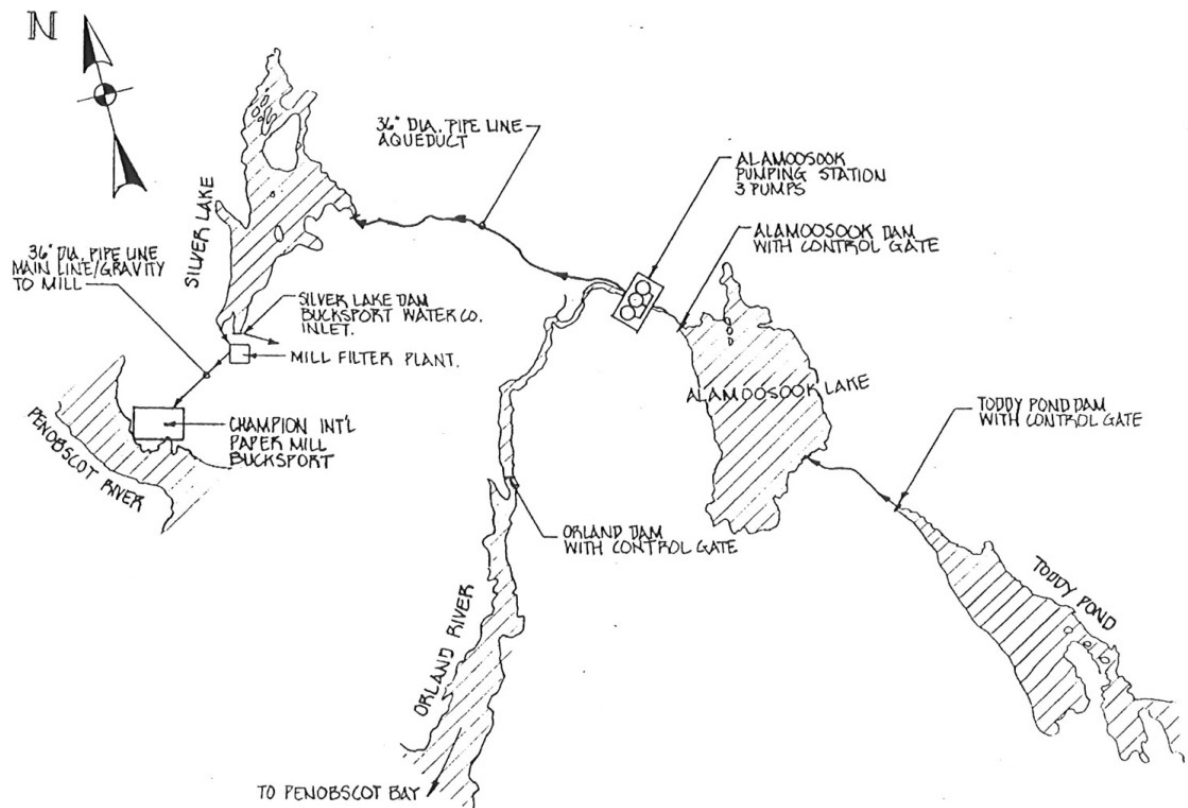 N
36" DIA. PIPE LINE
AQUEDUCT
ALAMOOSOOK
PUMPING STATION
3 PUMPS
SILVER LAKE
ALAMOOSOOK DAM
WITH CONTROL GATE
36" DIA. PIPE LINE
MAIN LINE/GRAVITY
TO MILL
SILVER LAKE DAM
BUCKSPORT WATER CO.
INLET.
MILL FILTER PLANT.
ALAMOOSOOK LAKE
TODDY POND DAM
WITH CONTROL GATE
CHAMPION INT'L
PAPER MILL
BUCKSPORT
PENOBSCOT RIVER
ORLAND DAM
WITH CONTROL GATE
TODDY POND
ORLAND RIVER
TO PENOBSCOT BAY